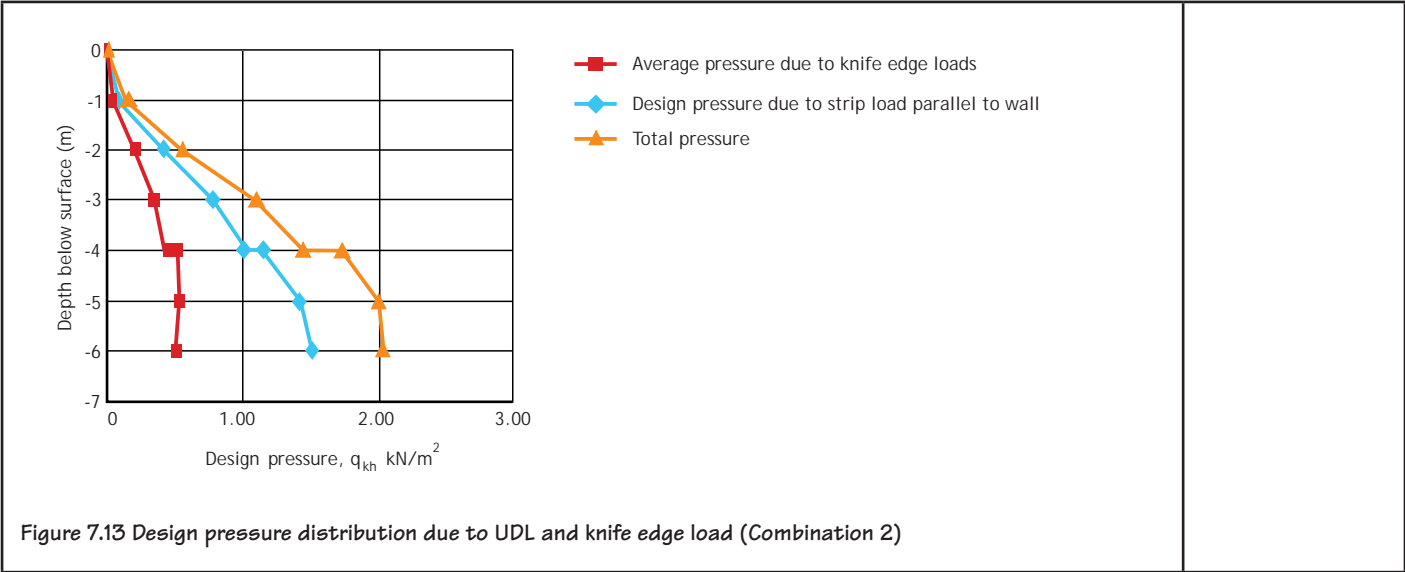 0
-1
-2
-3
-4
-5
-6
-7
Depth below surface (m)
0 1.00 2.00 3.00
Design pressure, qkh kN/m2
Average pressure due to knife edge loads
Design pressure due to strip load parallel to wall
Total pressure
Figure 7.13 Design pressure distribution due to UDL and knife edge load (Combination 2)